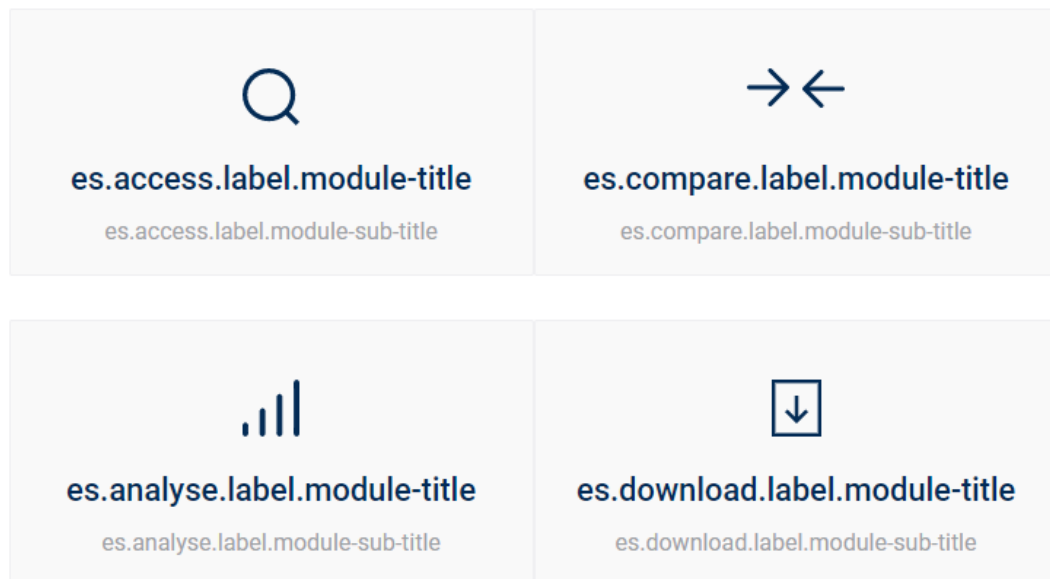 es.access.label.module-title
es.access.label.module-sub-title
es.compare.label.module-title
es.compare.label.module-sub-title
es.analyse.label.module-title
es.analyse.label.module-sub-title
es.download.label.module-title
es.download.label.module-sub-title